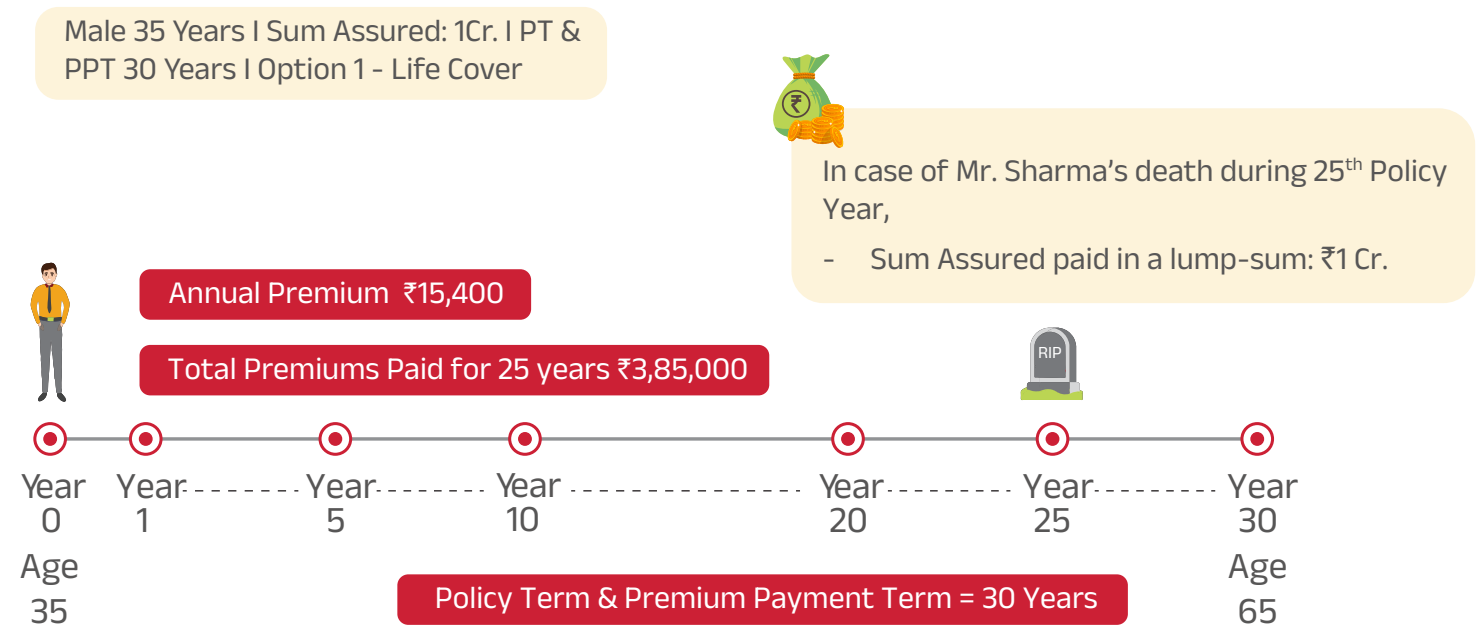 Male 35 Years I Sum Assured: 1Cr. I PT &
PPT 30 Years I Option 1 - Life Cover
₹
In case of Mr. Sharma's death during 25th Policy
Year,
- Sum Assured paid in a lump-sum: ₹1 Cr.
Annual Premium ₹15,400
Total Premiums Paid for 25 years ₹3,85,000
RIP
Year Year Year Year Year Year Year
0 1 5 10 20 25 30
Age Age
35 65
Policy Term & Premium Payment Term = 30 Years